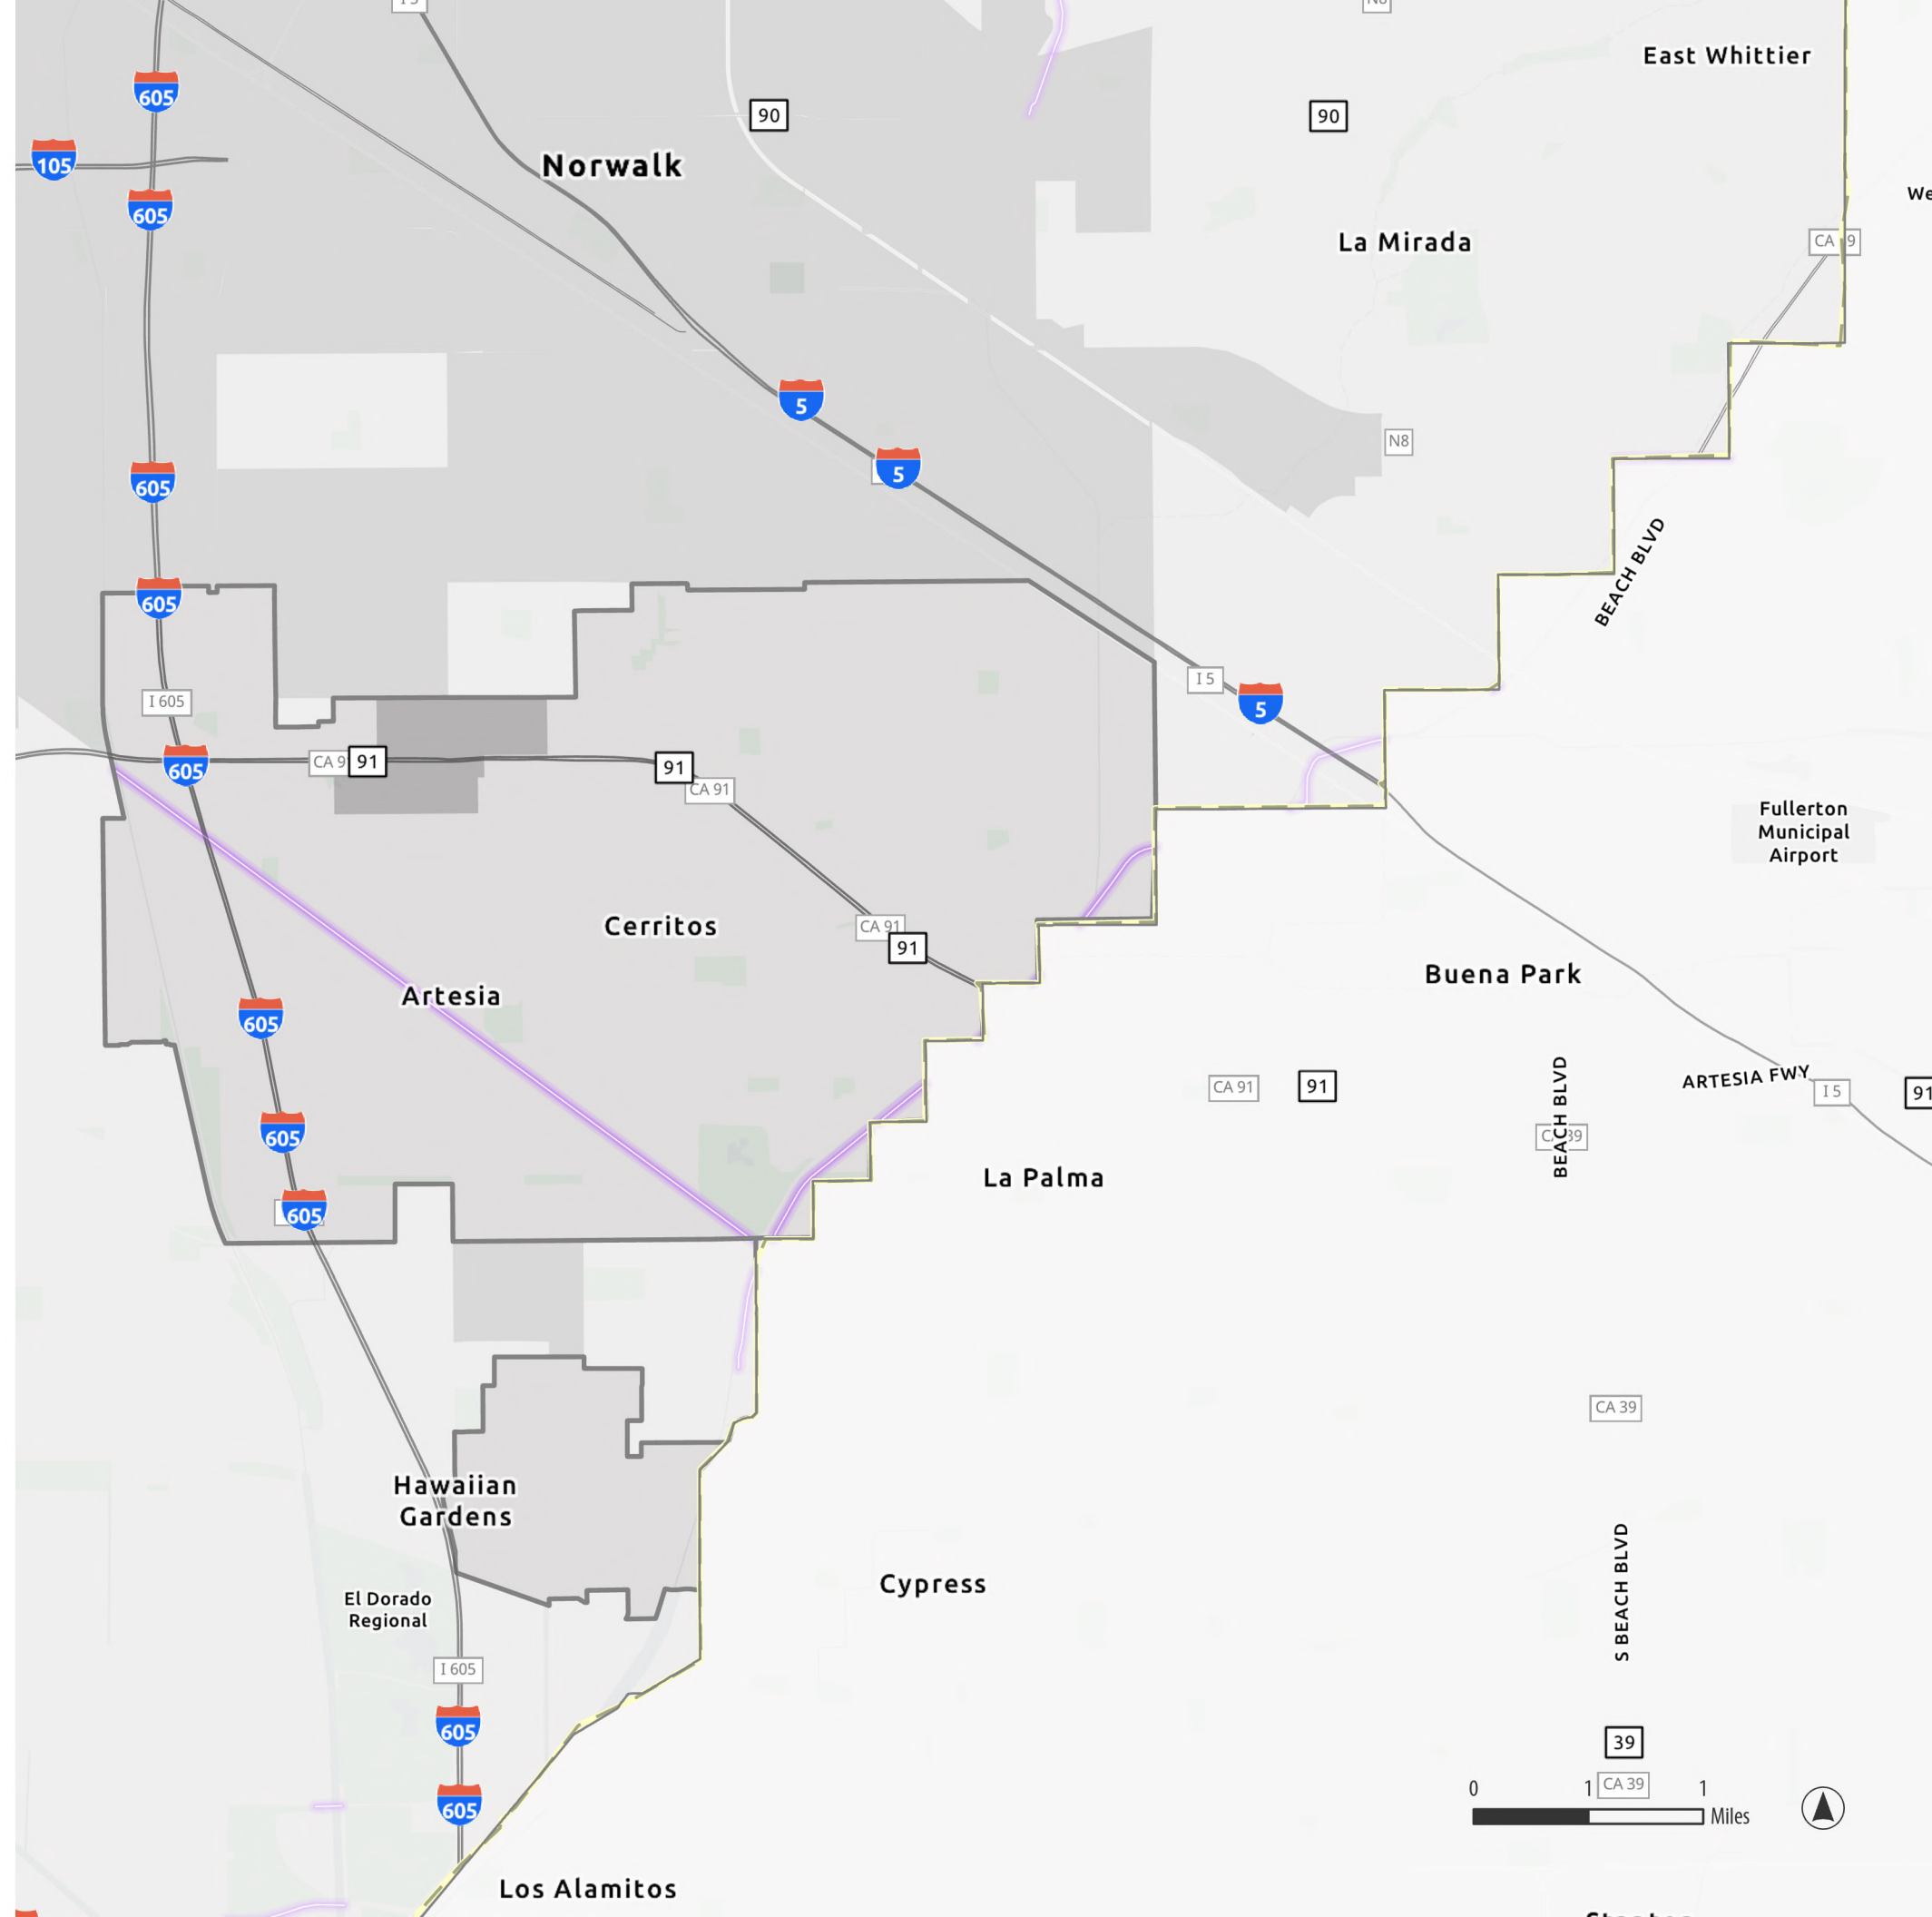 East Whittier
605
90
90
105
Norwalk
605
La Mirada
CA 9
5
N8
5
605
BEACH BLVD
605
I 5
5
I 605
605
CA 9
91
91
CA 91
Fullerton
Municipal
Airport
Cerritos
CA 91
91
Buena Park
Artesia
605
ARTESIA FWY
91
CA 91
91
BEACH BLVD
I 5
605
CA 39
La Palma
605
CA 39
Hawaiian
Gardens
Cypress
El Dorado
Regional
S BEACH BLVD
I 605
605
39
0 1 CA 39 1
Miles
605
Los Alamitos